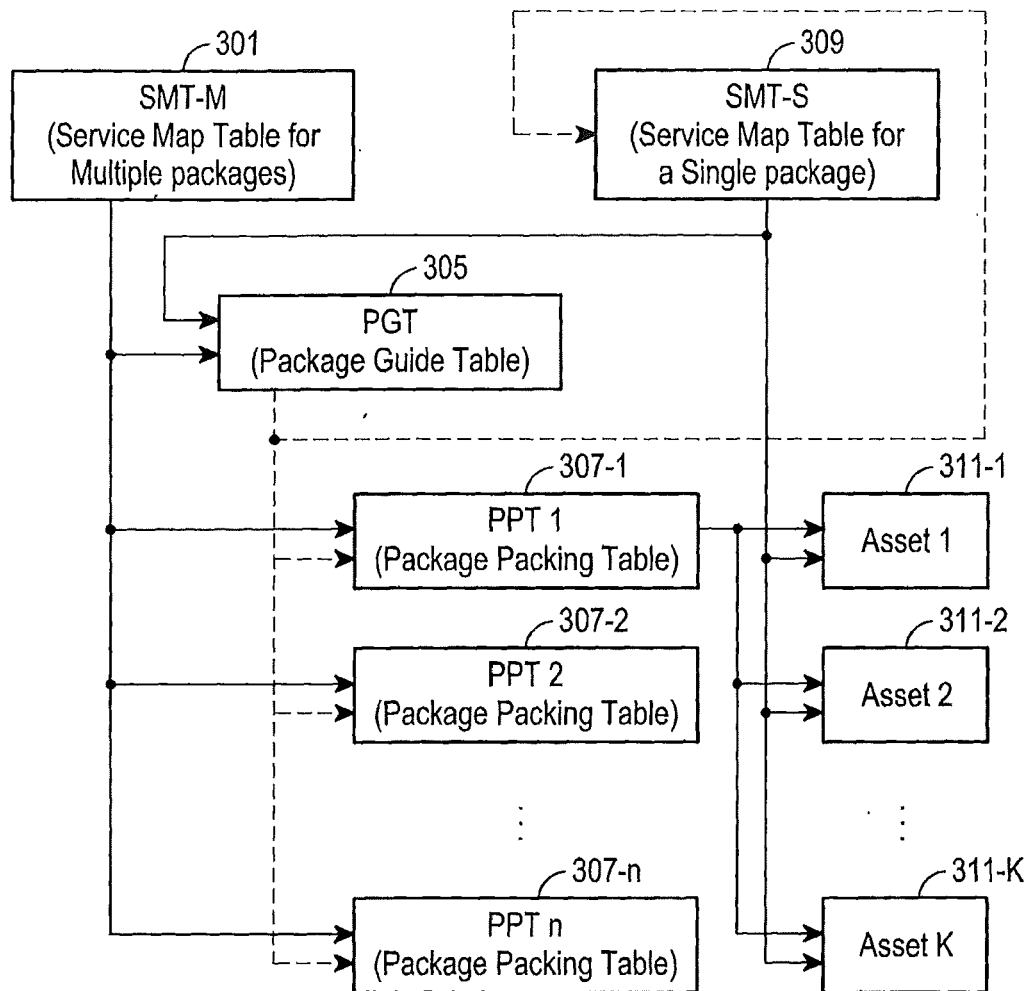 301
SMT-M
(Service Map Table for
Multiple packages)
309
SMT-S
(Service Map Table for
a Single package)
305
PGT
(Package Guide Table)
307-1
PPT 1
(Package Packing Table)
311-1
Asset 1
307-2
PPT 2
(Package Packing Table)
311-2
Asset 2
307-n
PPT n
(Package Packing Table)
311-K
Asset K